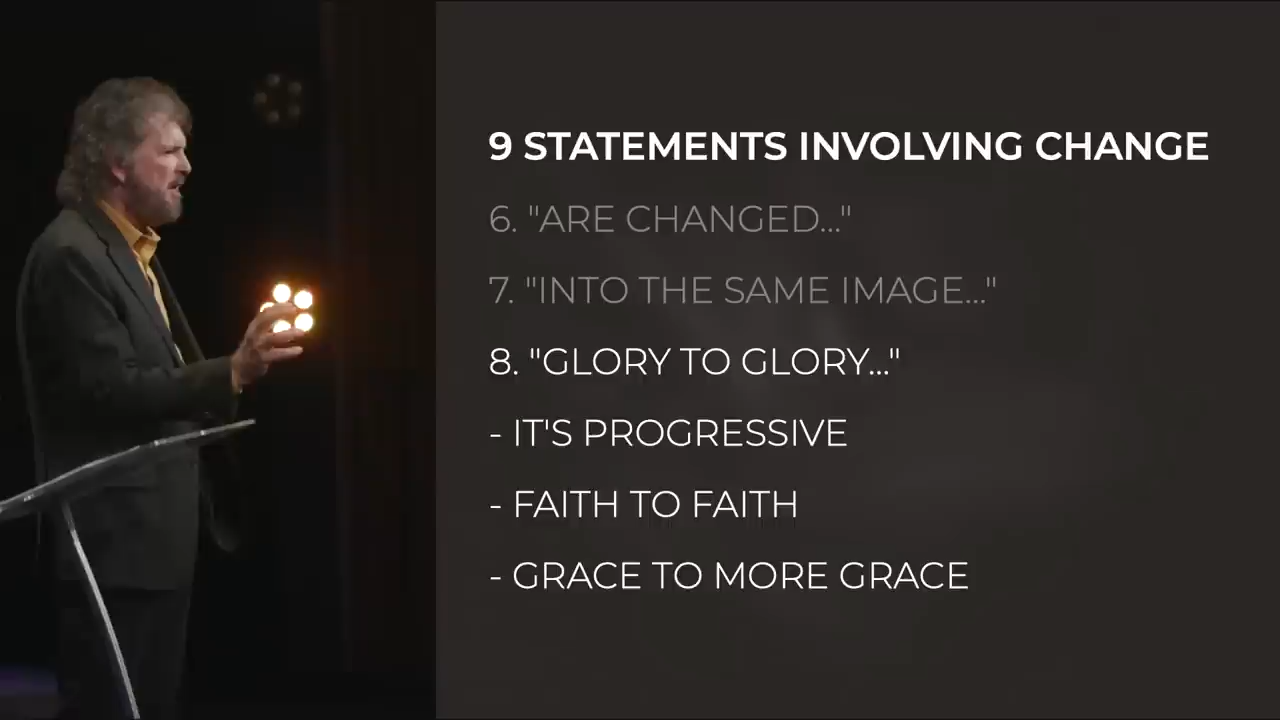 9 STATEMENTS INVOLVING CHANGE
6. "ARE CHANGED..."
7. "INTO THE SAME IMAGE..."
8. "GLORY TO GLORY..."
- IT'S PROGRESSIVE
- FAITH TO FAITH
- GRACE TO MORE GRACE